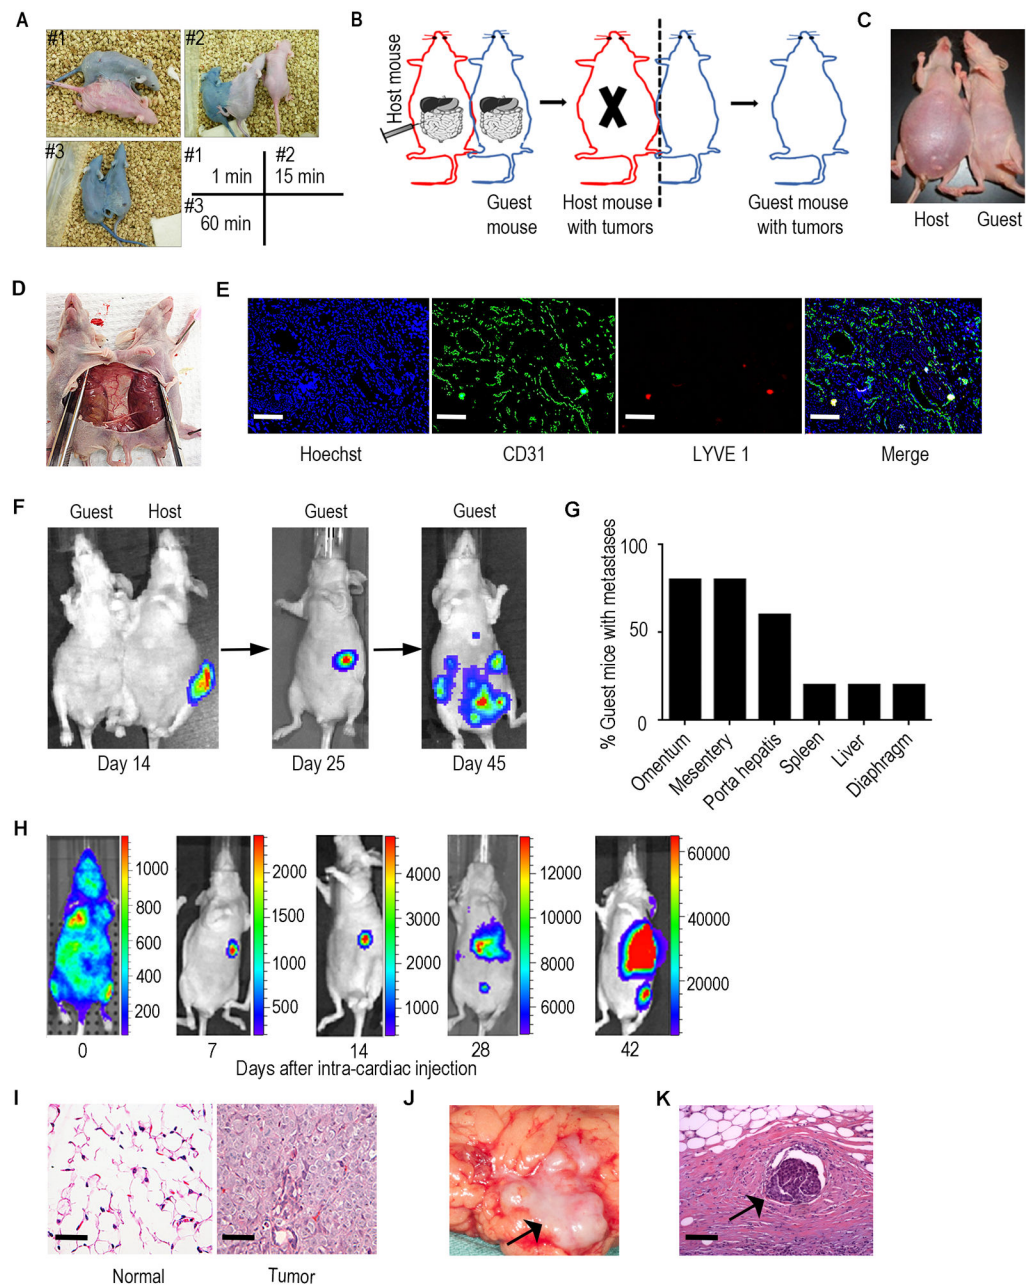 A
#1
#2
#3
#1
1 min
#2
15 min
#3
60 min
B
Host mouse
Guest
mouse
Host mouse
with tumors
Guest mouse
with tumors
C
Host
Guest
D
E
Hoechst
CD31
LYVE 1
Merge
F
Guest
Host
Guest
Guest
Day 14
Day 25
Day 45
G
% Guest mice with metastases
100
50
0
Omentum
Mesentery
Porta hepatis
Spleen
Liver
Diaphragm
H
1000
800
600
400
200
2000
1500
1000
500
4000
3000
2000
1000
12000
10000
8000
6000
60000
40000
20000
0
7
14
28
42
Days after intra-cardiac injection
I
Normal
Tumor
J
K